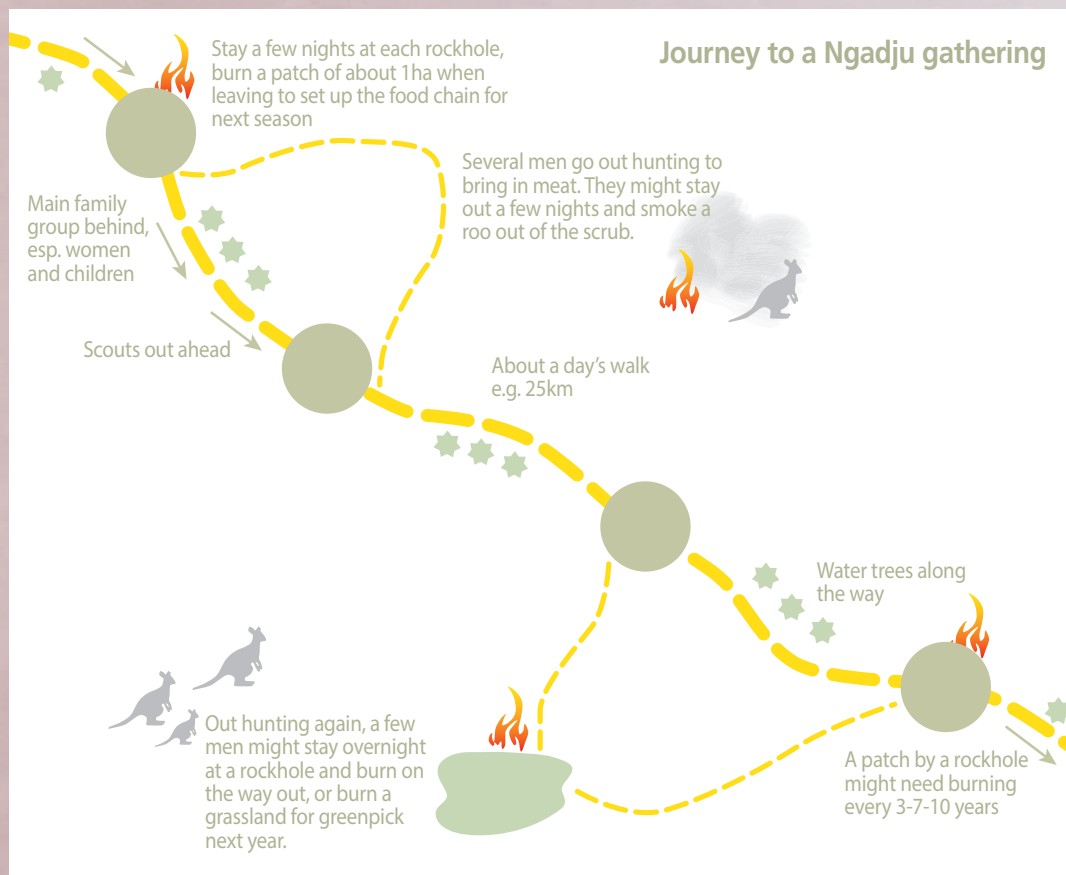 Journey to a Ngadju gathering
Stay a few nights at each rockhole,
burn a patch of about 1ha when
leaving to set up the food chain for
next season
Several men go out hunting to
bring in meat. They might stay
out a few nights and smoke a
roo out of the scrub.
Main family
group behind,
esp. women
and children
Scouts out ahead
About a day's walk
e.g. 25km
Water trees along
the way
Out hunting again, a few
men might stay overnight
at a rockhole and burn on
the way out, or burn a
grassland for greenpick
next year.
A patch by a rockhole
might need burning
every 3-7-10 years